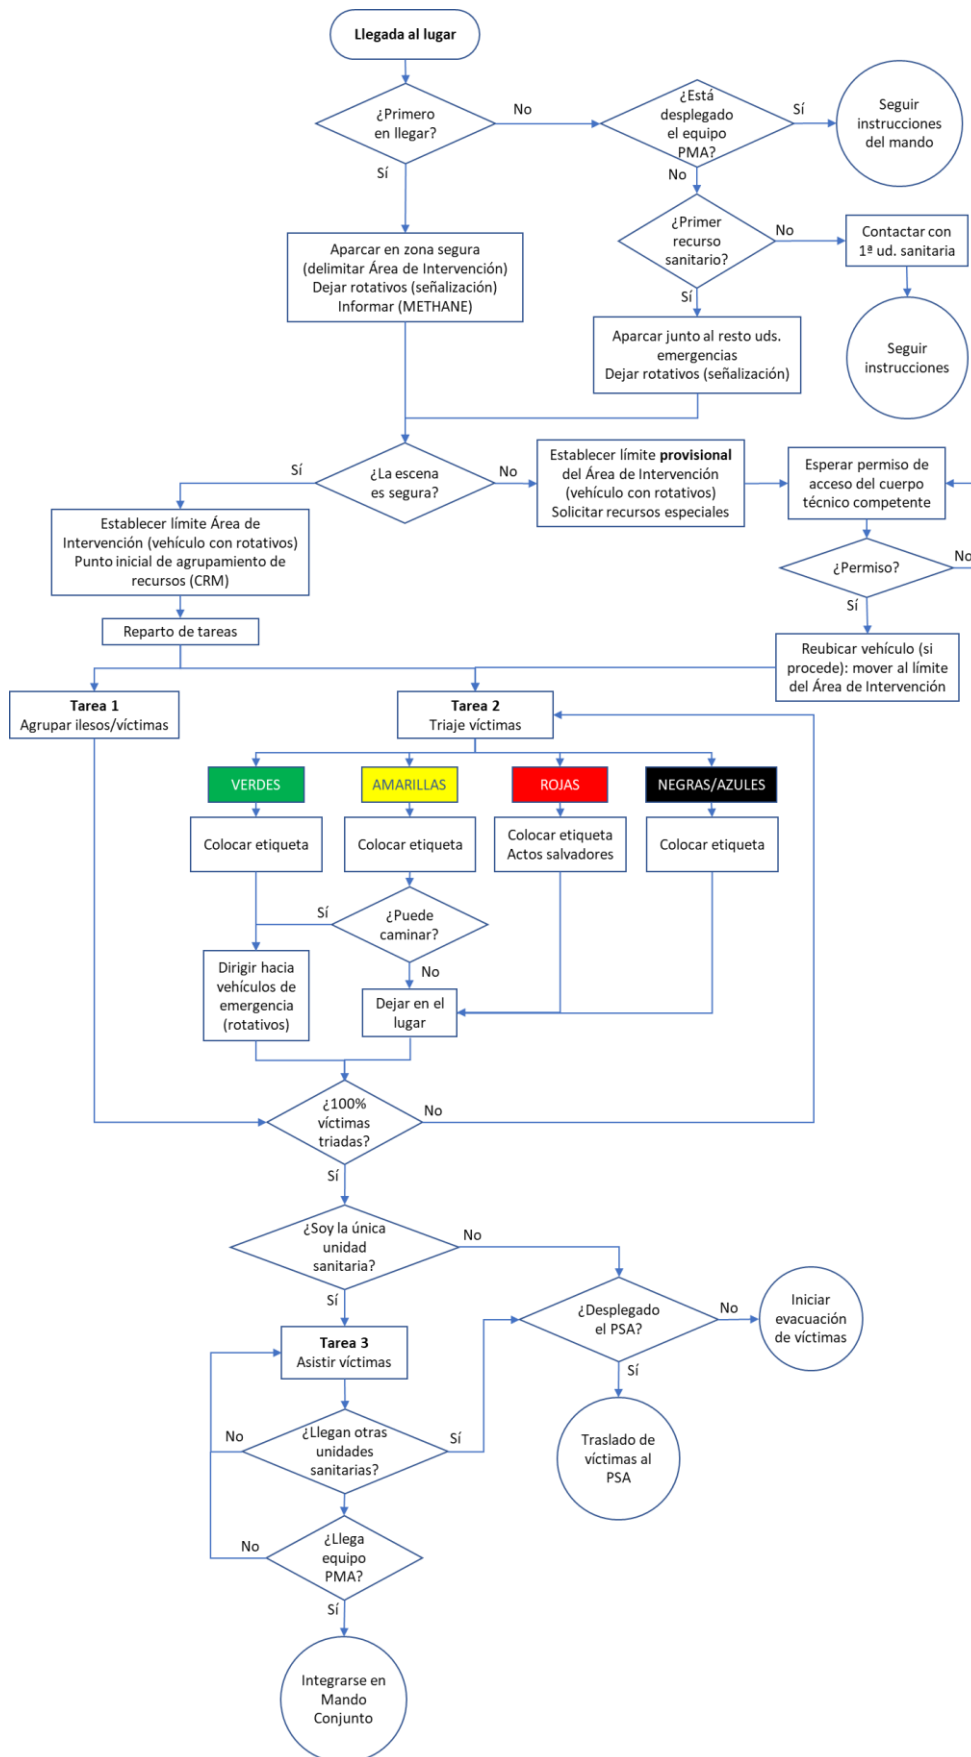 Llegada al lugar
¿Primero
en llegar?
No
¿Está
desplegado
el equipo
PMA?
Sí
Seguir
instrucciones
del mando
Sí
No
¿Primer
recurso
sanitario?
No
Contactar con
1ª ud. sanitaria
Aparcar en zona segura
(delimitar Área de Intervención)
Dejar rotativos (señalización)
Informar (METHANE)
Sí
Aparcar junto al resto uds.
emergencias
Dejar rotativos (señalización)
Seguir
instrucciones
¿La escena
es segura?
Sí
No
Establecer límite provisional
del Área de Intervención
(vehículo con rotativos)
Solicitar recursos especiales
Esperar permiso de
acceso del cuerpo
técnico competente
Establecer límite Área de
Intervención (vehículo con rotativos)
Punto inicial de agrupamiento de
recursos (CRM)
¿Permiso?
No
Sí
Reparto de tareas
Reubicar vehículo (si
procede): mover al límite
del Área de Intervención
Tarea 1
Agrupar ilesos/víctimas
Tarea 2
Triaje víctimas
VERDES
AMARILLAS
ROJAS
NEGRAS/AZULES
Colocar etiqueta
Colocar etiqueta
Colocar etiqueta
Actos salvadores
Colocar etiqueta
Sí
¿Puede
caminar?
No
Dirigir hacia
vehículos de
emergencia
(rotativos)
Dejar en el
lugar
¿100%
víctimas
triadas?
No
Sí
¿Soy la única
unidad
sanitaria?
No
Sí
¿Desplegado
el PSA?
No
Iniciar
evacuación
de víctimas
Tarea 3
Asistir víctimas
Sí
¿Llegan otras
unidades
sanitarias?
No
Sí
Traslado de
víctimas al
PSA
¿Llega
equipo
PMA?
No
Sí
Integrarse en
Mando
Conjunto